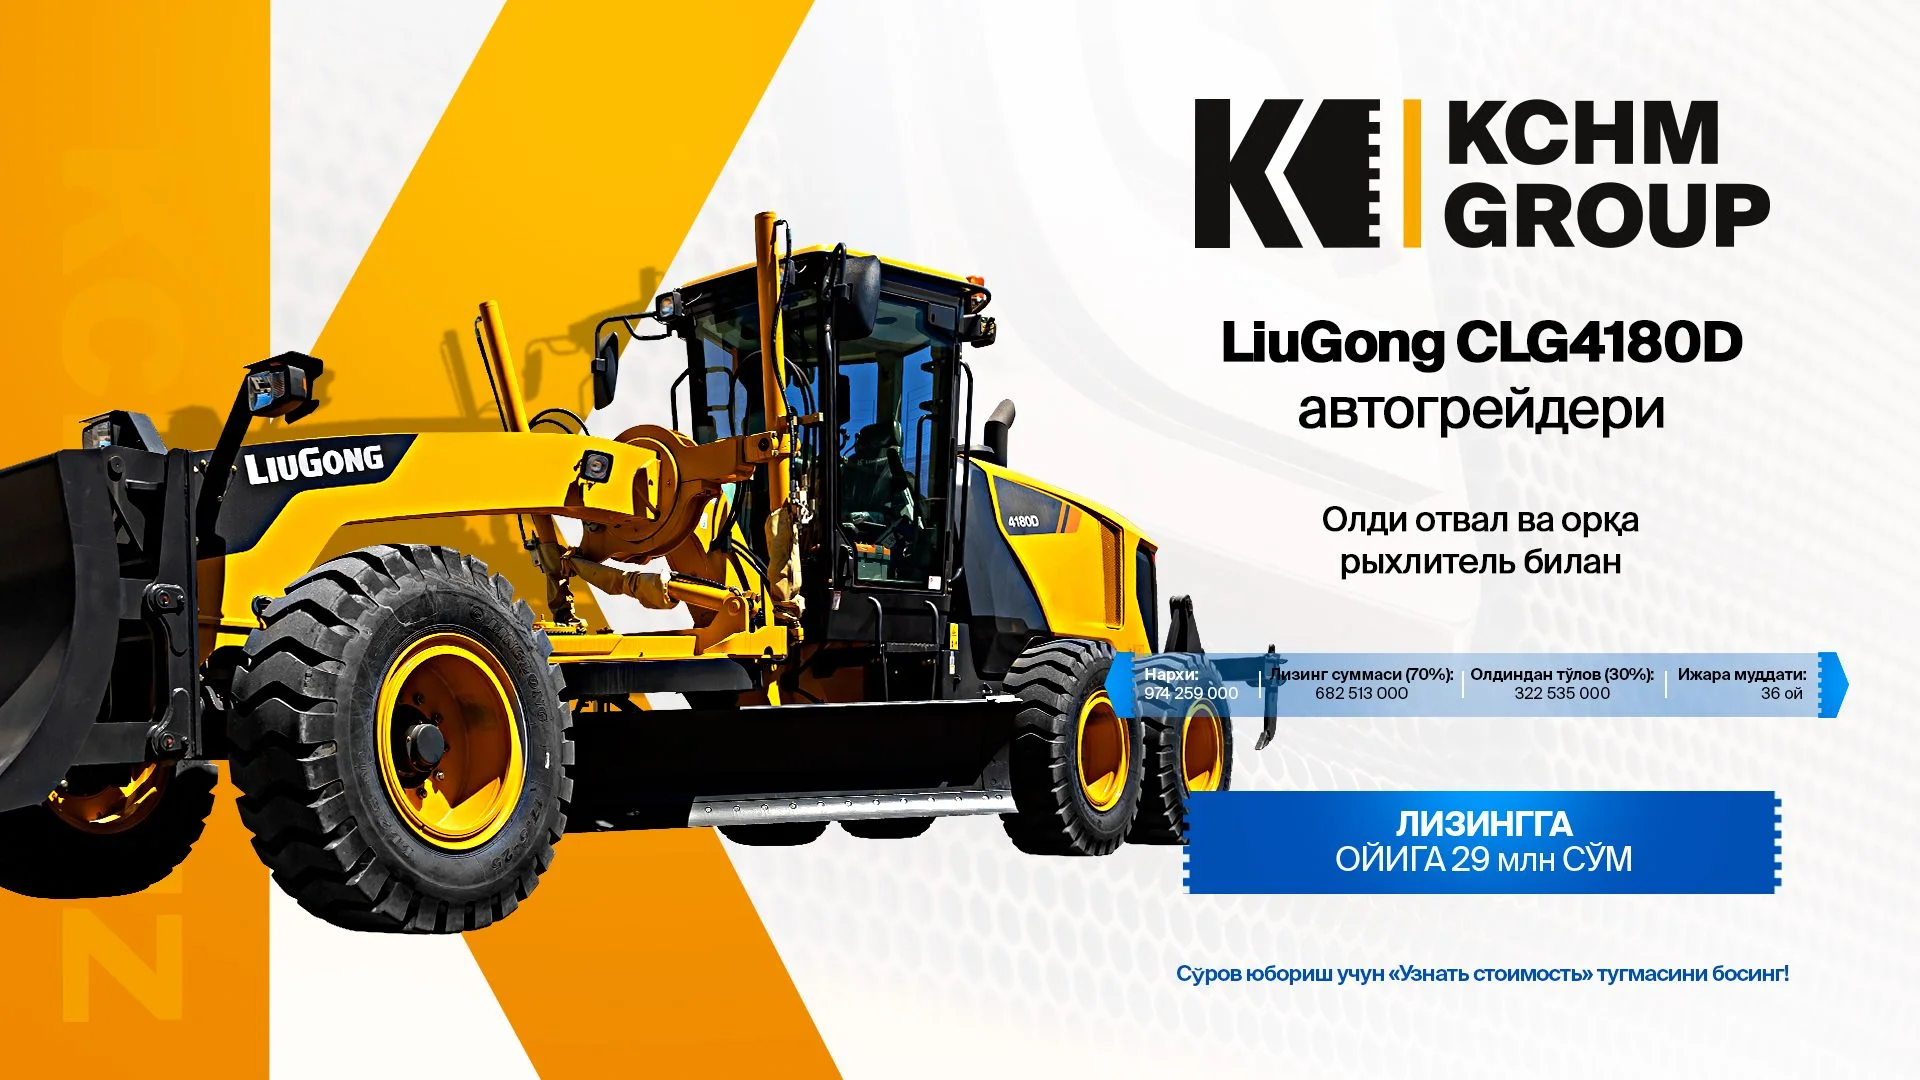 KCHM
GROUP
LiuGong CLG4180D
автогрейдери
Олди отвал ва орқа
рыхлитель билан
LIUGONG
4180D
Нархи:
974 259 000
Лизинг суммаси (70%):
682 513 000
Олдиндан тўлов (30%):
322 535 000
Ижара муддати:
36 ой
ЛИЗИНГГА
ОЙИГА 29 млн СЎМ
Сўров юбориш учун «Узнать стоимость» тугмасини босинг!